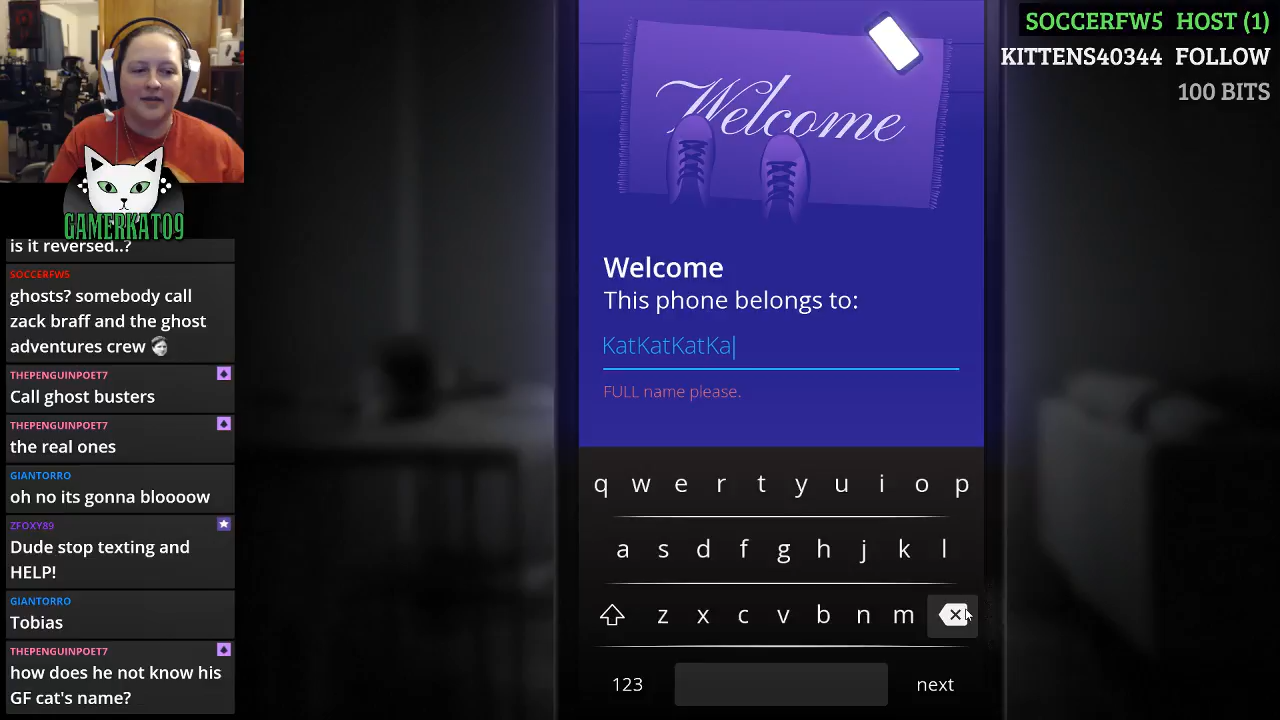 SOCCERFW5 HOST (1)
KITTENS40344 FOLLOW
100 BITS
GAMERKAT09
is it reversed..?
SOCCERFW5
ghosts? somebody call
zack braff and the ghost
adventures crew
THEPENGUINPOET7
Call ghost busters
THEPENGUINPOET7
the real ones
GIANTORRO
oh no its gonna bloooow
ZFOXY89
Dude stop texting and
HELP!
GIANTORRO
Tobias
THEPENGUINPOET7
how does he not know his
GF cat's name?
Welcome
Welcome
This phone belongs to:
KatKatKatKa
FULL name please.
q w e r t y u i o p
a s d f g h j k l
z x c v b n m
123 next